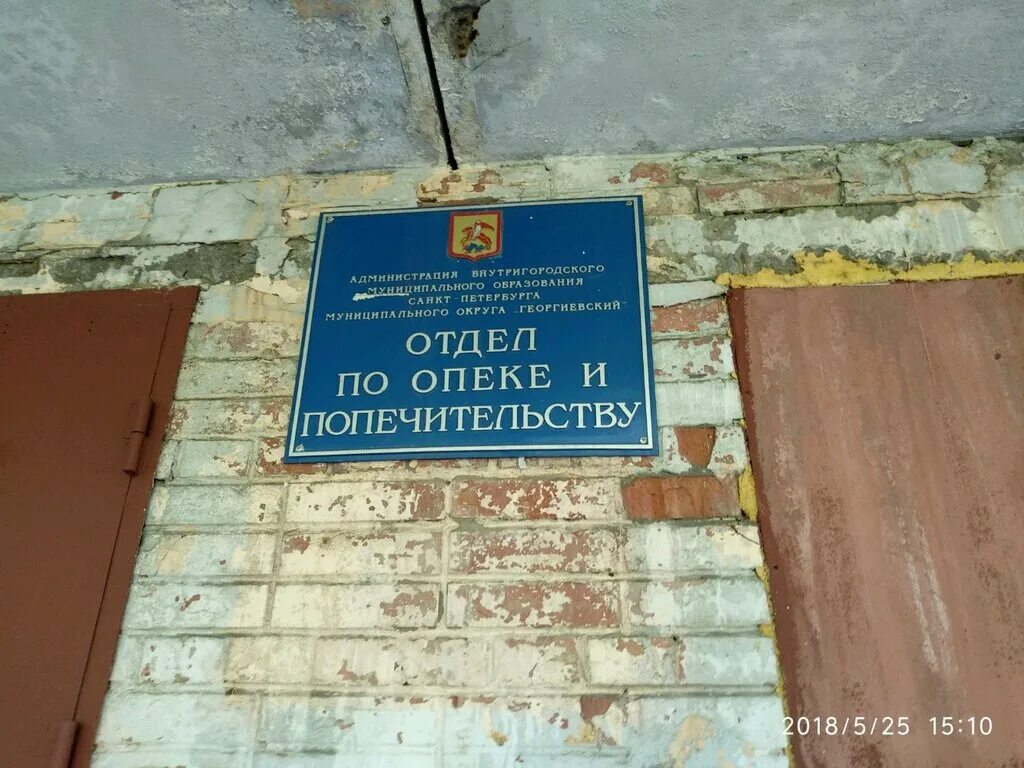 АДМИНИСТРАЦИЯ ВНУТРИГОРОДСКОГО
МУНИЦИПАЛЬНОГО ОБРАЗОВАНИЯ
САНКТ-ПЕТЕРБУРГА
МУНИЦИПАЛЬНОГО ОКРУГА „ГЕОРГИЕВСКИЙ"
ОТДЕЛ
ПО ОПЕКЕ И
ПОПЕЧИТЕЛЬСТВУ
2018/5/25 15:10